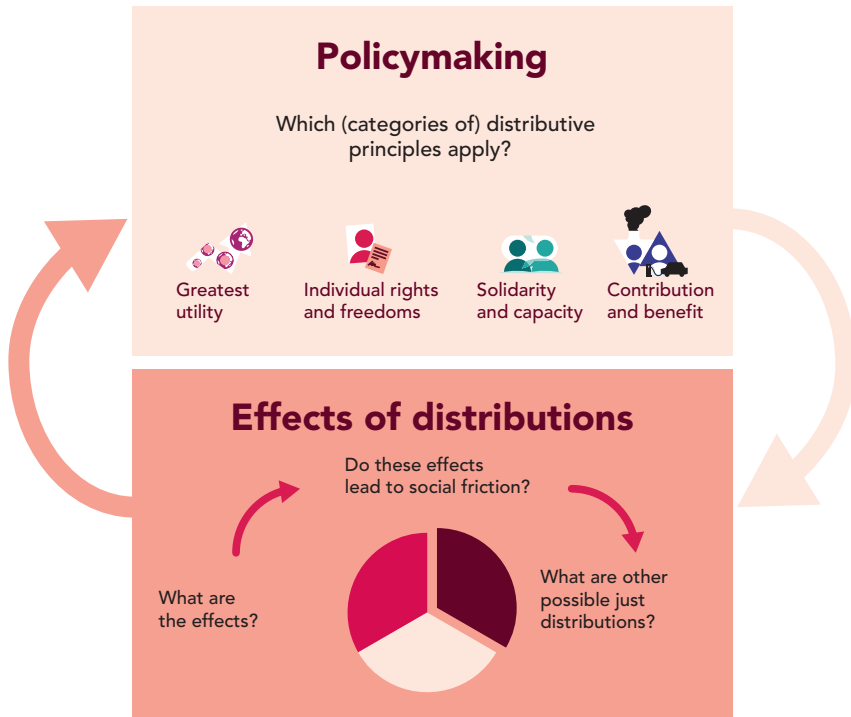 Policymaking
Which (categories of) distributive
principles apply?
Greatest
utility
Individual rights
and freedoms
Solidarity
and capacity
Contribution
and benefit
Effects of distributions
Do these effects
lead to social friction?
What are
the effects?
What are other
possible just
distributions?